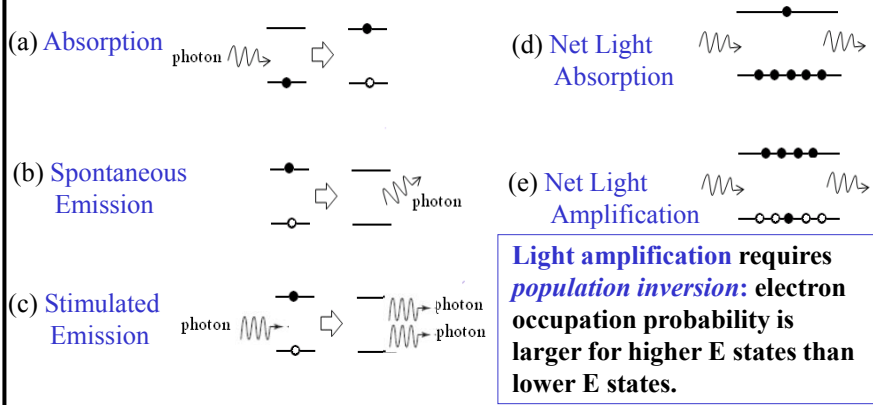 (a) Absorption
photon
(b) Spontaneous
Emission
photon
(c) Stimulated
Emission
photon
photon
photon
(d) Net Light
Absorption
(e) Net Light
Amplification
Light amplification requires
population inversion: electron
occupation probability is
larger for higher E states than
lower E states.